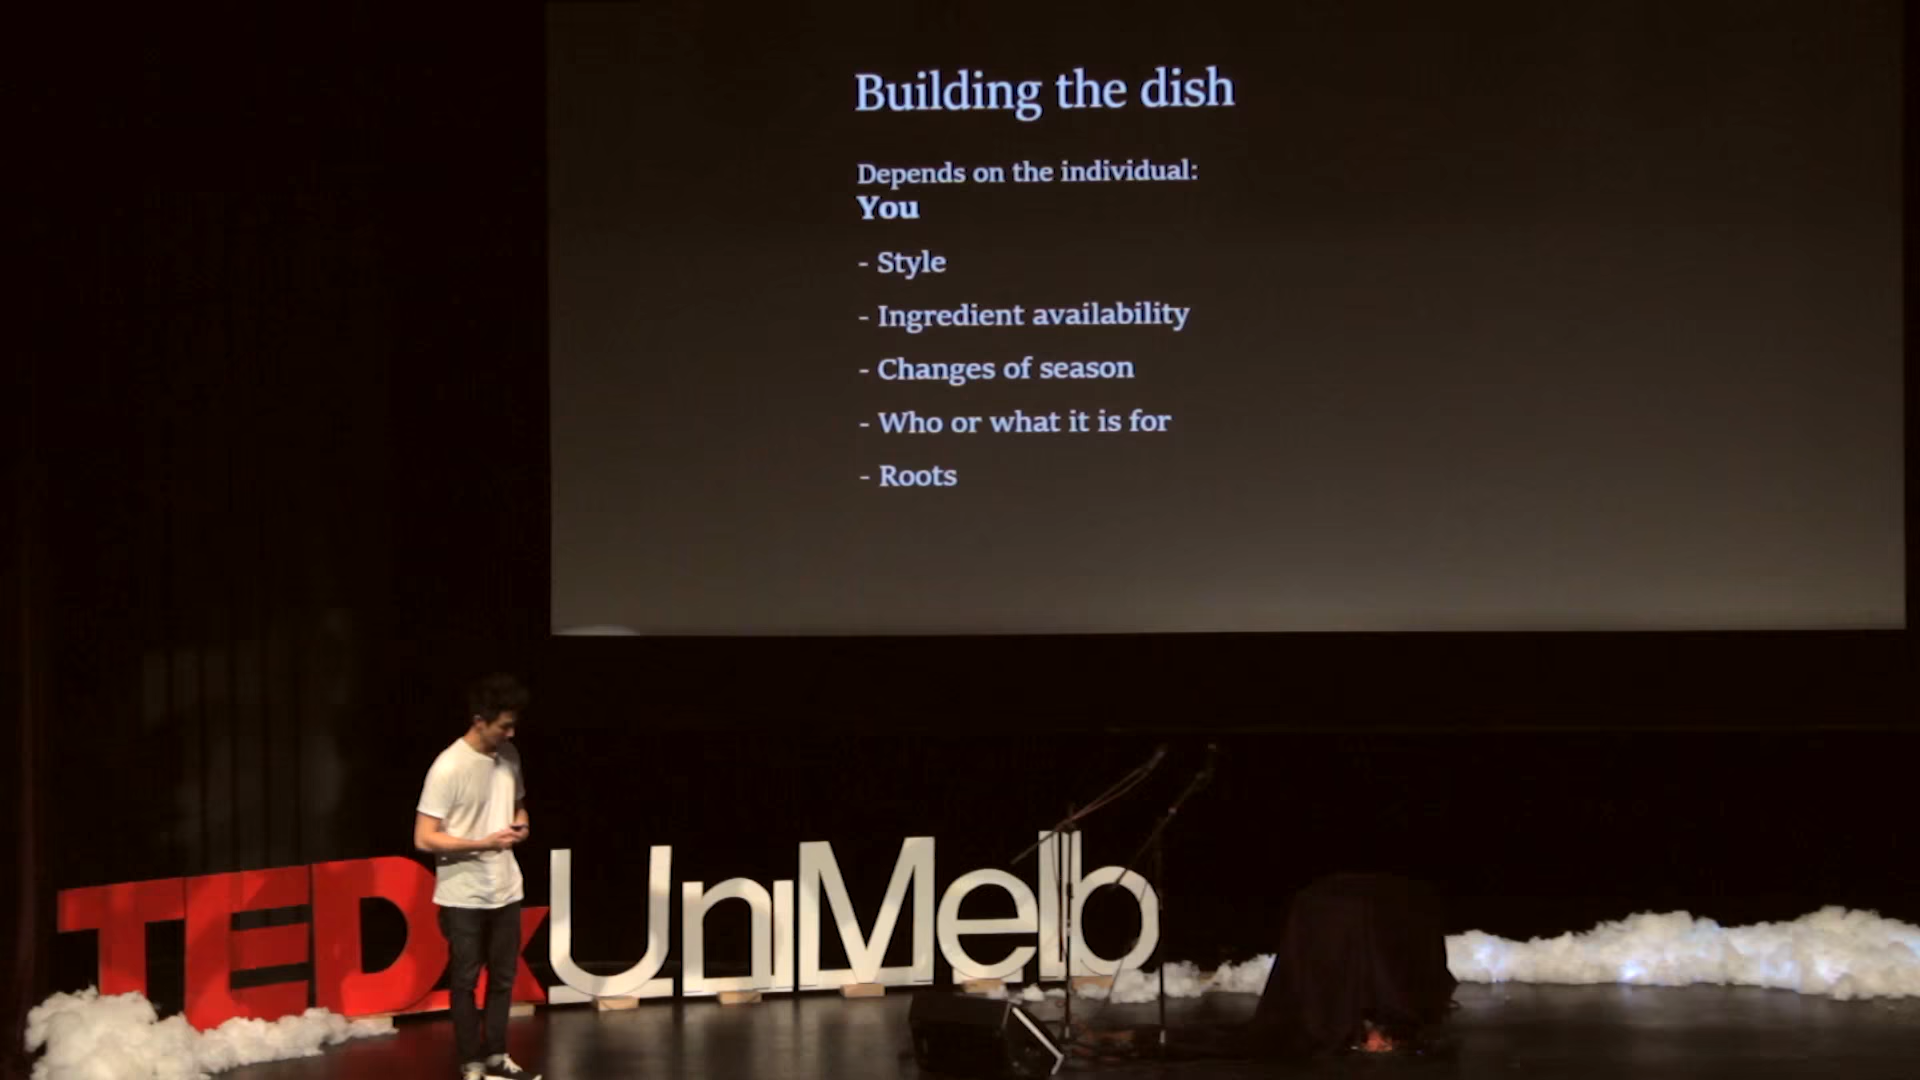 Building the dish
Depends on the individual:
You
- Style
- Ingredient availability
- Changes of season
- Who or what it is for
- Roots
TEDxUniMelb